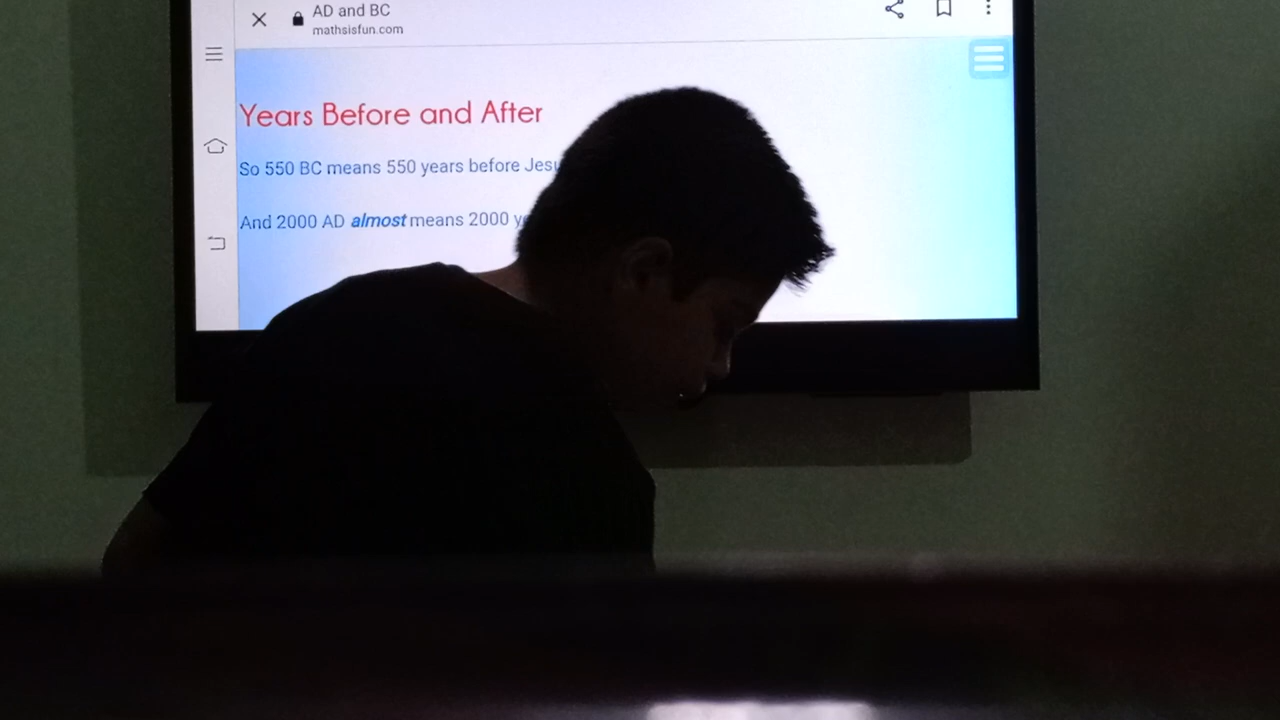 AD and BC
mathsisfun.com
Years Before and After
So 550 BC means 550 years before
And 2000 AD almost means 2000